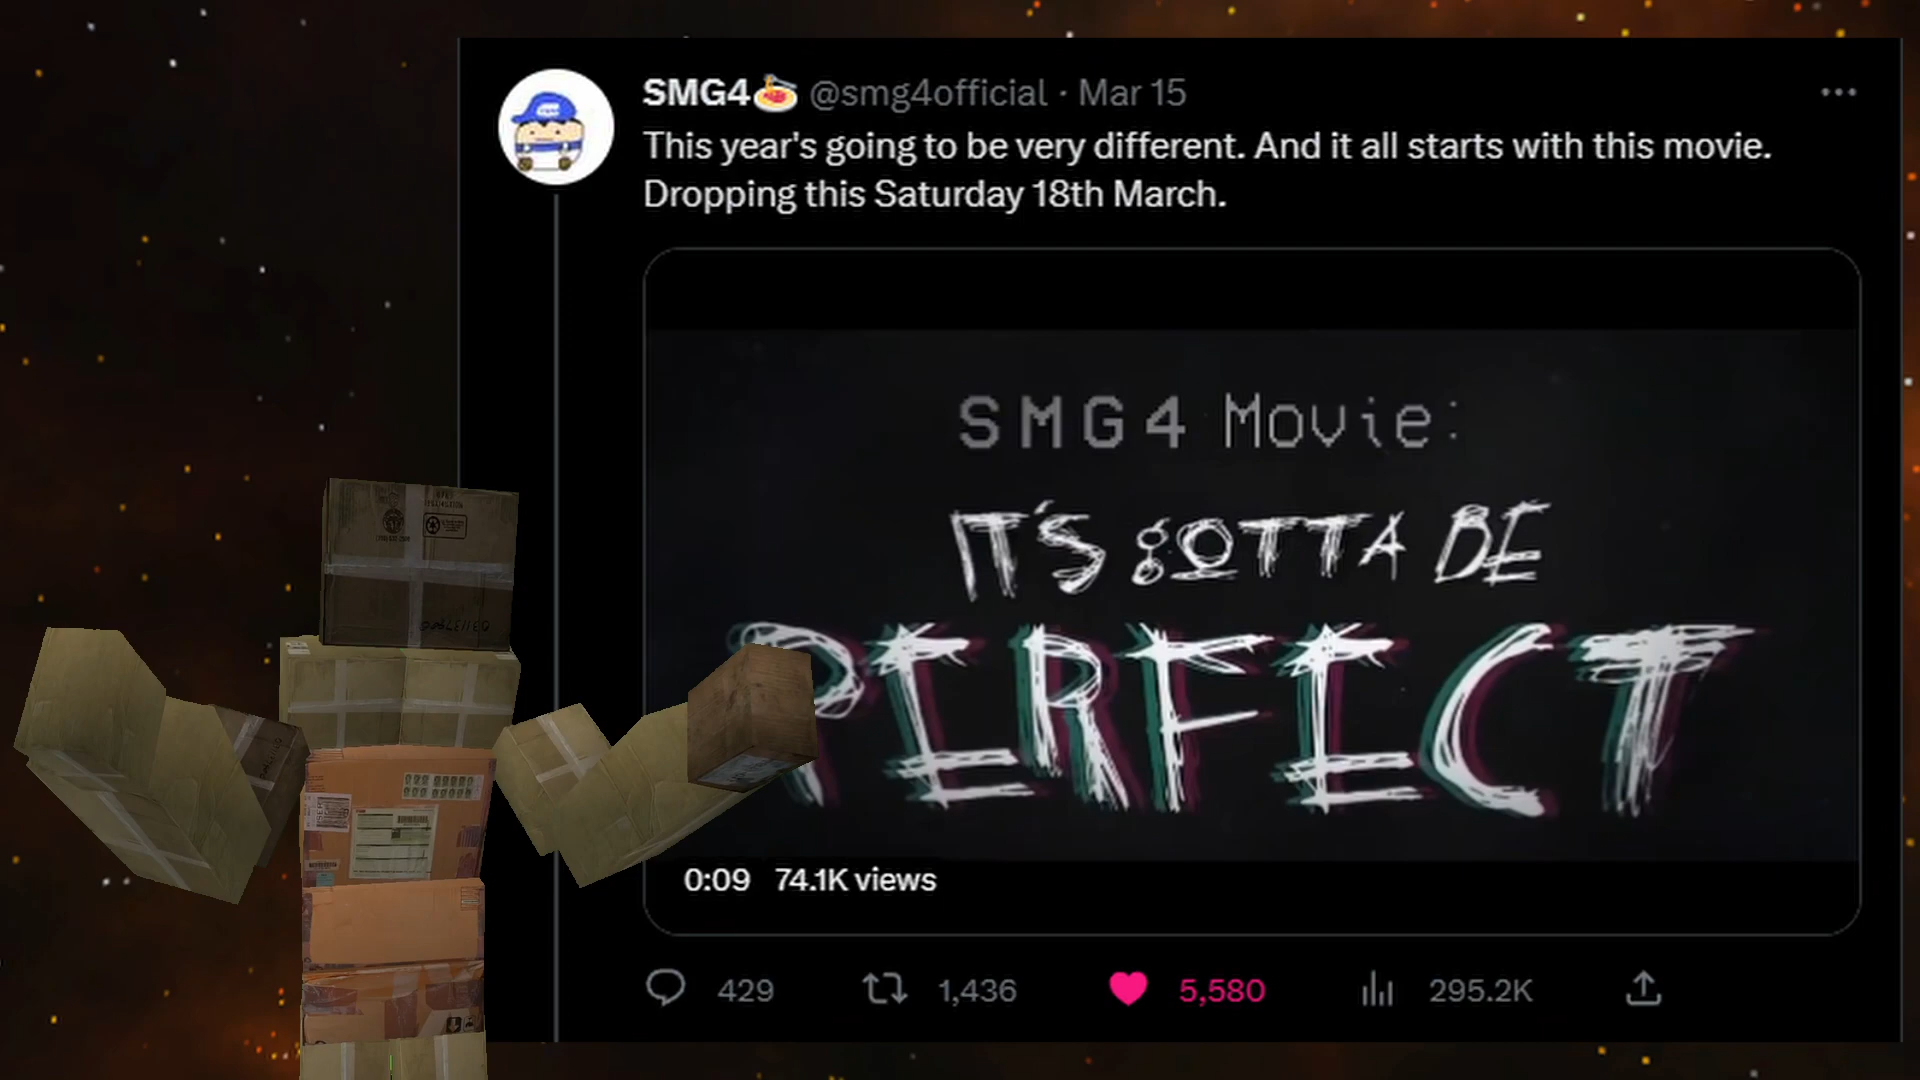 SMG4🍝 @smg4official · Mar 15
This year's going to be very different. And it all starts with this movie.
Dropping this Saturday 18th March.
SMG4 Movie:
IT'S GOTTA BE
PERFECT
0:09 74.1K views
429 1,436 5,580 295.2K